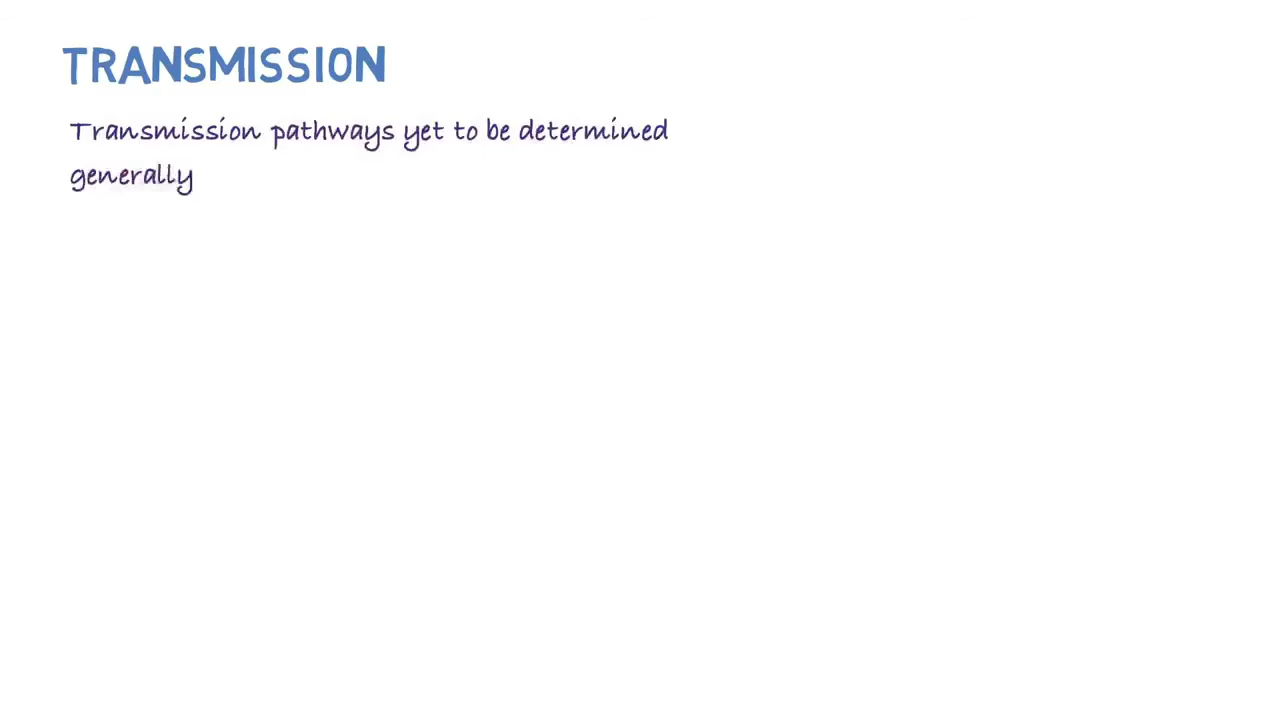 TRANSMISSION
Transmission pathways yet to be determined
generally